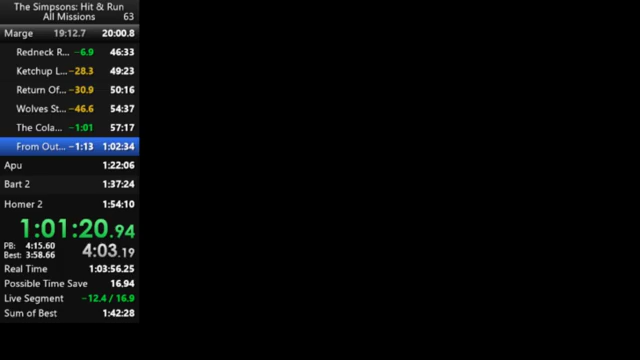 The Simpsons: Hit & Run
All Missions 63
Marge 19:12.7 20:00.8
Redneck R... −6.9 46:33
Ketchup L... −28.3 49:23
Return Of... −30.9 50:16
Wolves St... −46.6 54:37
The Cola... −1:01 57:17
From Out... −1:13 1:02:34
Apu 1:22:06
Bart 2 1:37:24
Homer 2 1:54:10
1:01:20.94
PB: 4:15.60
Best: 3:58.66 4:03.19
Real Time 1:03:56.25
Possible Time Save 16.94
Live Segment −12.4 / 16.9
Sum of Best 1:42:28